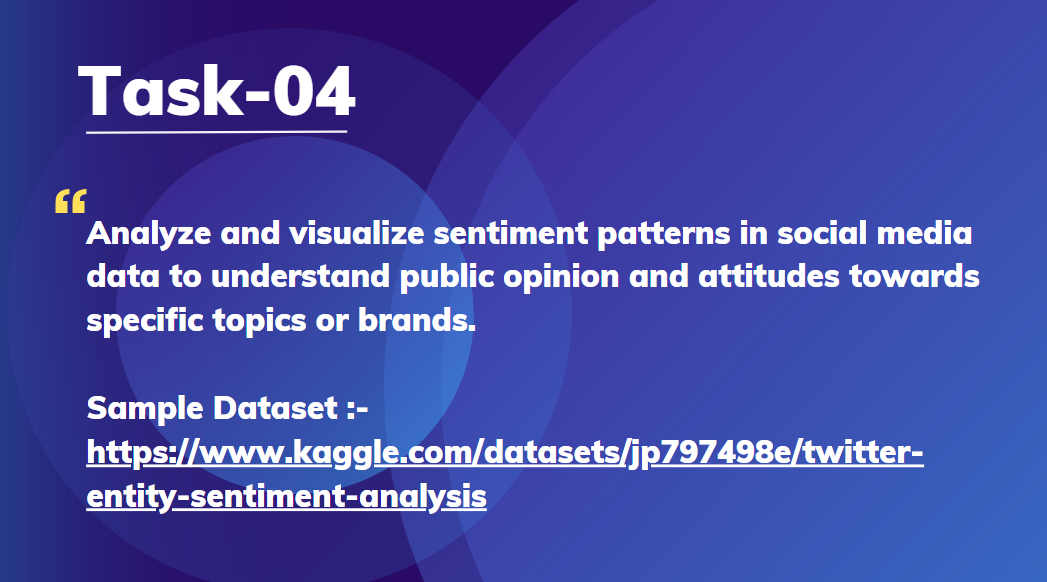 Task-04
“
Analyze and visualize sentiment patterns in social media
data to understand public opinion and attitudes towards
specific topics or brands.
Sample Dataset :-
https://www.kaggle.com/datasets/jp797498e/twitter-
entity-sentiment-analysis